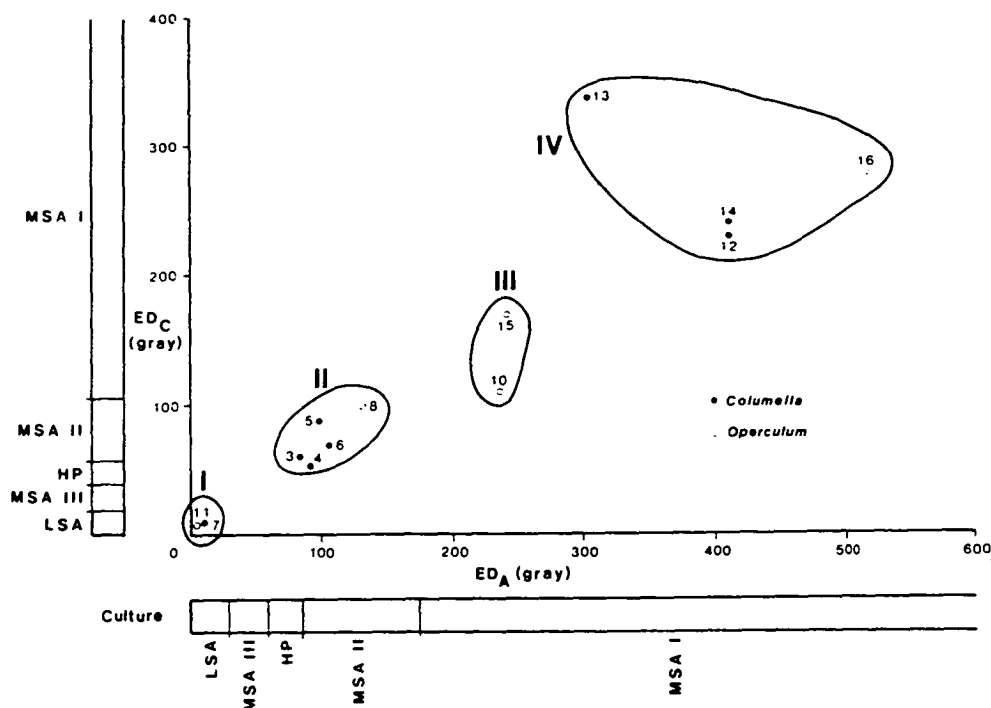 400
13
300
IV
16
MSA I
14
12
200
III
ED_C
(gray)
15
II
10
100
8
Columella
5
MSA II
6
Operculum
3
4
HP
I
MSA III
11
LSA
7
0
100
200
300
400
500
600
ED_A (gray)
Culture
LSA
MSA III
HP
MSA II
MSA I